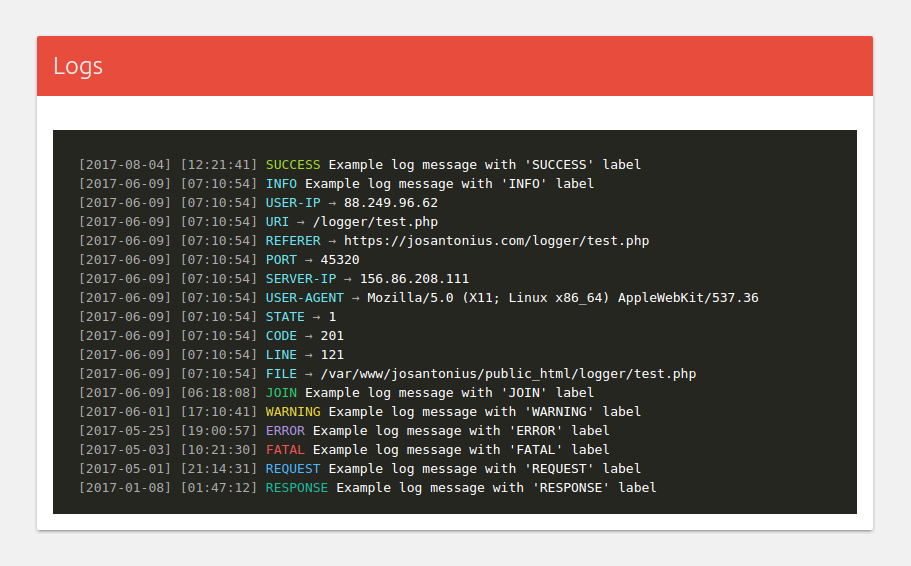 Logs
[2017-08-04] [12:21:41] SUCCESS Example log message with 'SUCCESS' label
[2017-06-09] [07:10:54] INFO Example log message with 'INFO' label
[2017-06-09] [07:10:54] USER-IP → 88.249.96.62
[2017-06-09] [07:10:54] URI → /logger/test.php
[2017-06-09] [07:10:54] REFERER → https://josantonius.com/logger/test.php
[2017-06-09] [07:10:54] PORT → 45320
[2017-06-09] [07:10:54] SERVER-IP → 156.86.208.111
[2017-06-09] [07:10:54] USER-AGENT → Mozilla/5.0 (X11; Linux x86_64) AppleWebKit/537.36
[2017-06-09] [07:10:54] STATE → 1
[2017-06-09] [07:10:54] CODE → 201
[2017-06-09] [07:10:54] LINE → 121
[2017-06-09] [07:10:54] FILE → /var/www/josantonius/public_html/logger/test.php
[2017-06-09] [06:18:08] JOIN Example log message with 'JOIN' label
[2017-06-01] [17:10:41] WARNING Example log message with 'WARNING' label
[2017-05-25] [19:00:57] ERROR Example log message with 'ERROR' label
[2017-05-03] [10:21:30] FATAL Example log message with 'FATAL' label
[2017-05-01] [21:14:31] REQUEST Example log message with 'REQUEST' label
[2017-01-08] [01:47:12] RESPONSE Example log message with 'RESPONSE' label